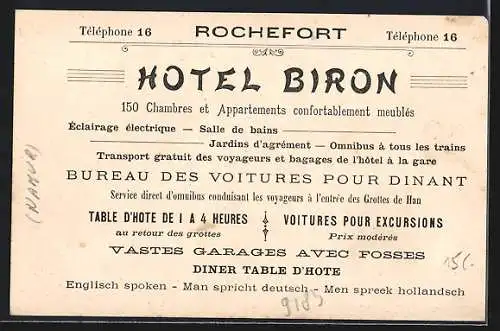 Téléphone 16 ROCHEFORT Téléphone 16
HOTEL BIRON
150 Chambres et Appartements confortablement meublés
Éclairage électrique — Salle de bains
Jardins d'agrément — Omnibus à tous les trains
Transport gratuit des voyageurs et bagages de l'hôtel à la gare
BUREAU DES VOITURES POUR DINANT
Service direct d'omnibus conduisant les voyageurs à l'entrée des Grottes de Han
TABLE D'HOTE DE 1 A 4 HEURES
au retour des grottes
VOITURES POUR EXCURSIONS
Prix modérés
VASTES GARAGES AVEC FOSSES
DINER TABLE D'HOTE
Englisch spoken - Man spricht deutsch - Men spreek hollandsch
(NAMUR)
15(-
9185